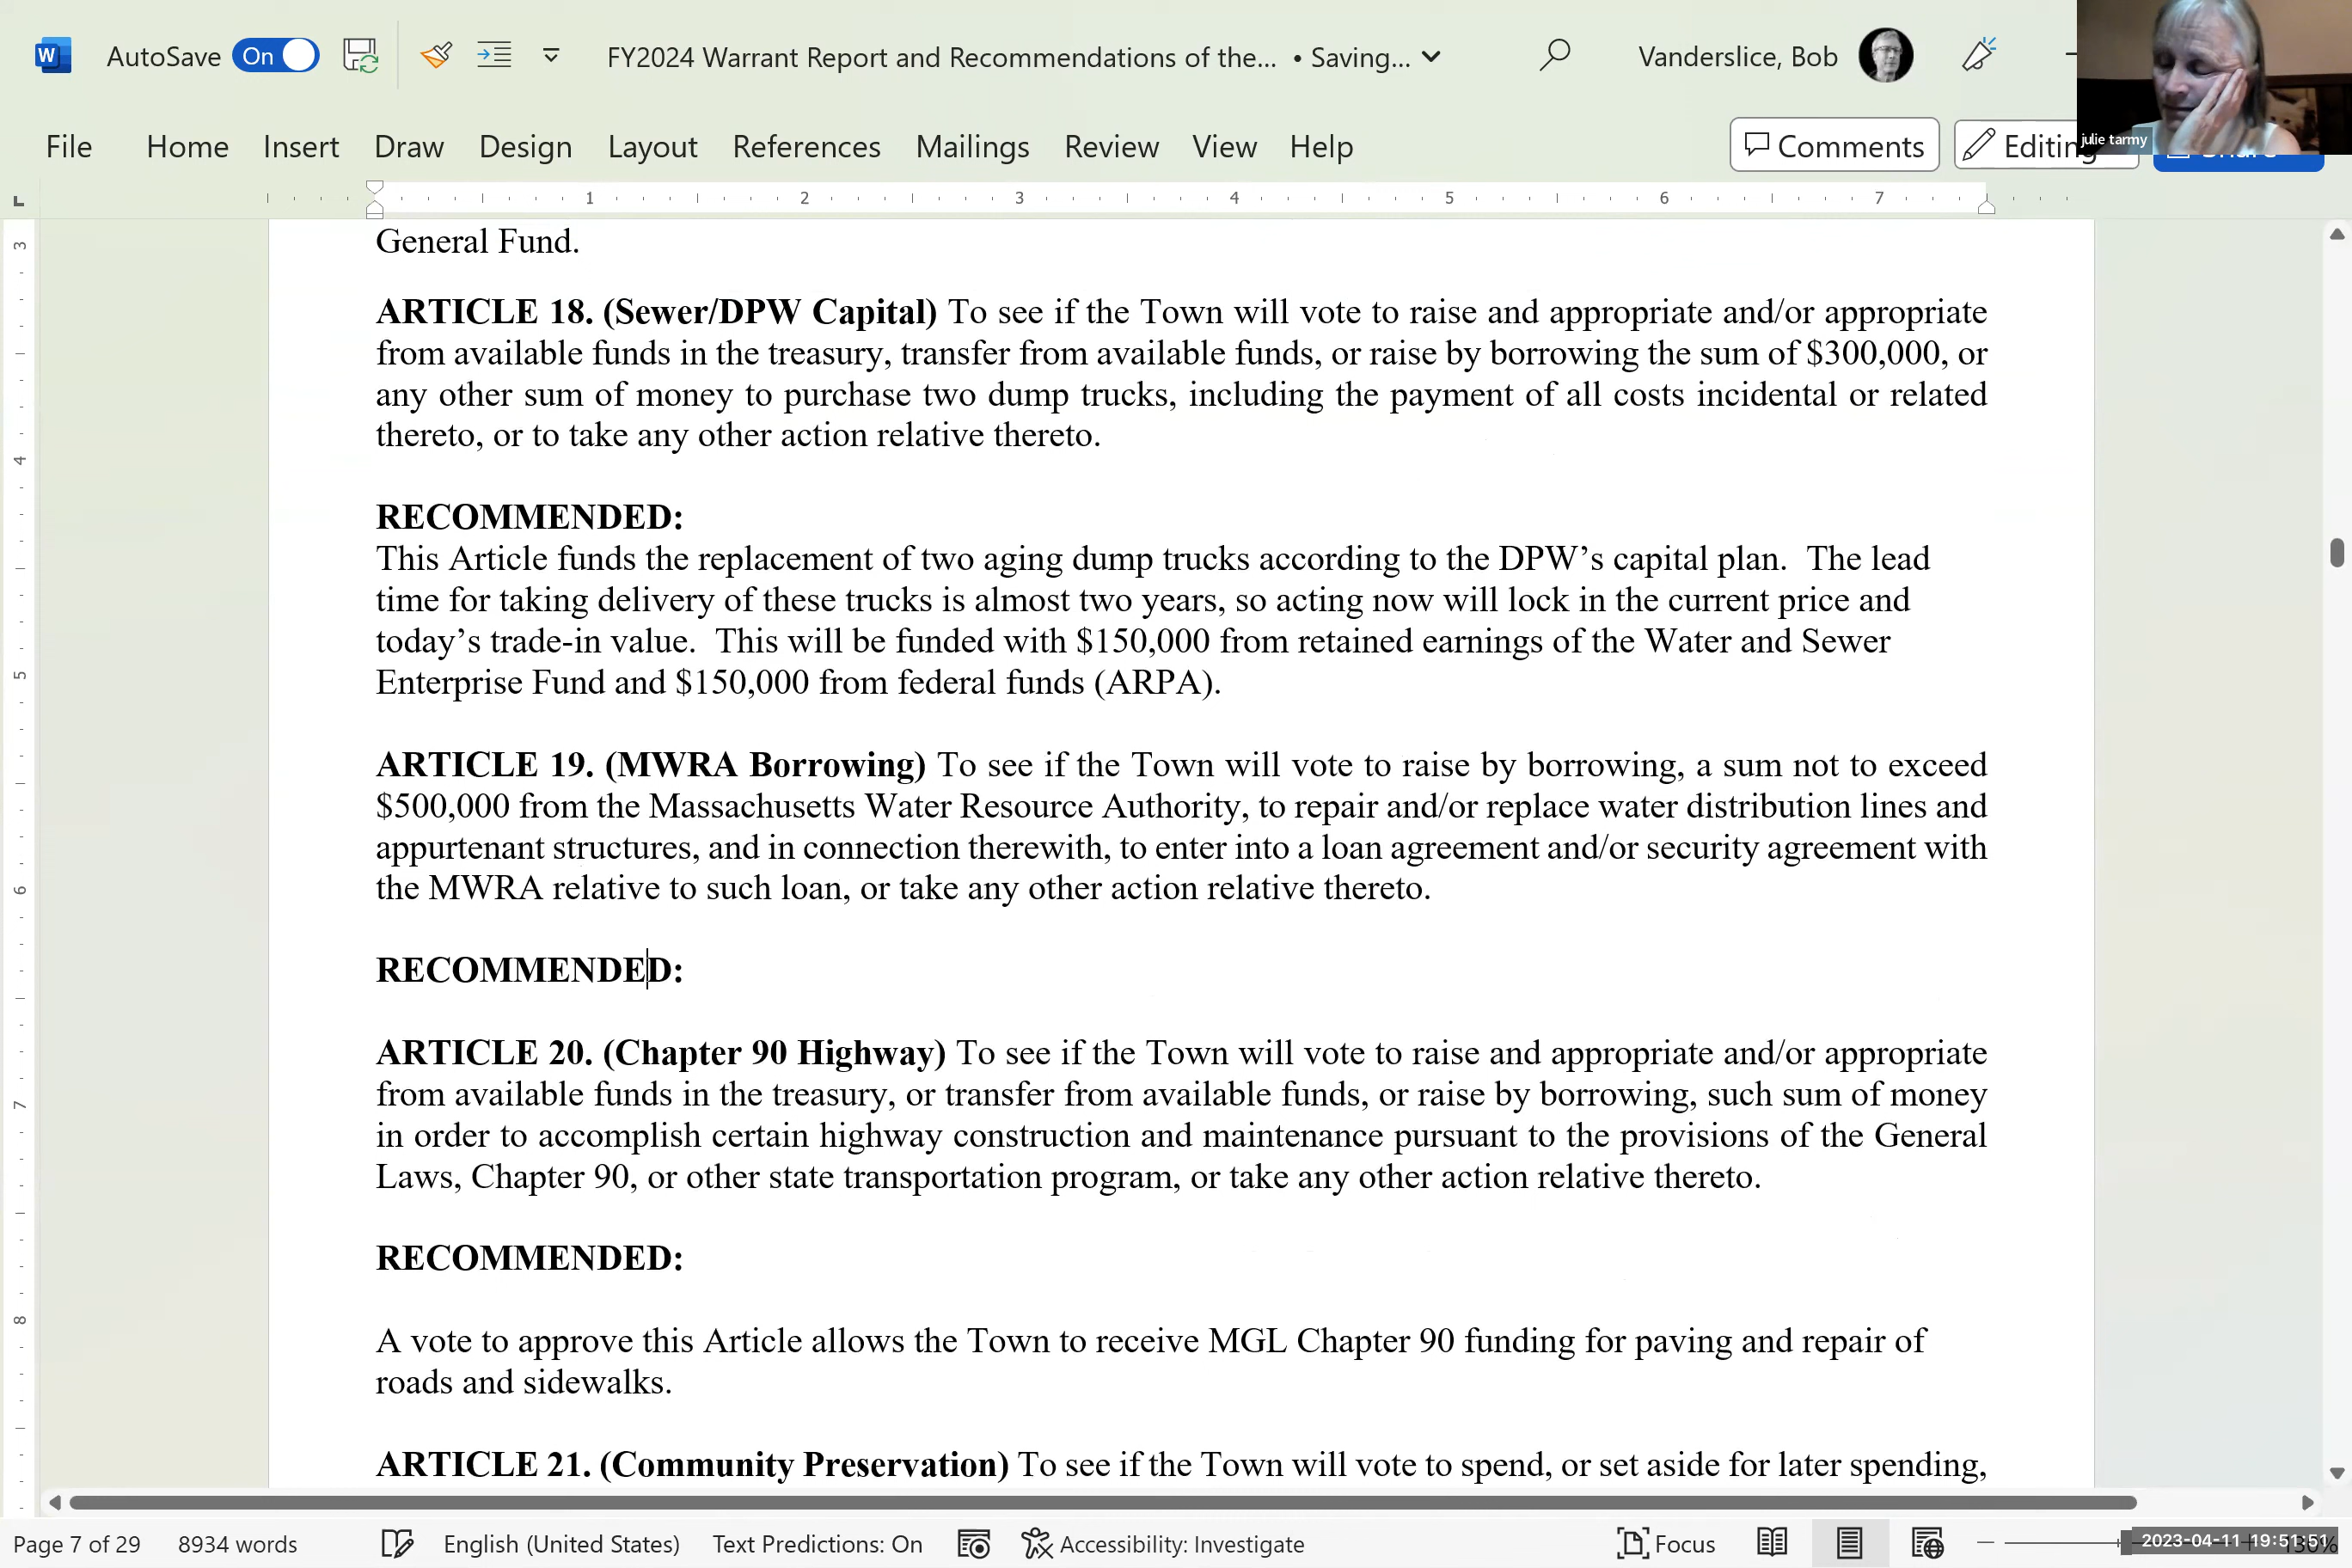 AutoSave On FY2024 Warrant Report and Recommendations of the... • Saving... Vanderslice, Bob
File Home Insert Draw Design Layout References Mailings Review View Help Comments Editing
julie tarmy
1 2 3 4 5 6 7
3
4
5
6
7
8
General Fund.
ARTICLE 18. (Sewer/DPW Capital) To see if the Town will vote to raise and appropriate and/or appropriate
from available funds in the treasury, transfer from available funds, or raise by borrowing the sum of $300,000, or
any other sum of money to purchase two dump trucks, including the payment of all costs incidental or related
thereto, or to take any other action relative thereto.
RECOMMENDED:
This Article funds the replacement of two aging dump trucks according to the DPW’s capital plan.  The lead
time for taking delivery of these trucks is almost two years, so acting now will lock in the current price and
today’s trade-in value.  This will be funded with $150,000 from retained earnings of the Water and Sewer
Enterprise Fund and $150,000 from federal funds (ARPA).
ARTICLE 19. (MWRA Borrowing) To see if the Town will vote to raise by borrowing, a sum not to exceed
$500,000 from the Massachusetts Water Resource Authority, to repair and/or replace water distribution lines and
appurtenant structures, and in connection therewith, to enter into a loan agreement and/or security agreement with
the MWRA relative to such loan, or take any other action relative thereto.
RECOMMENDED:
ARTICLE 20. (Chapter 90 Highway) To see if the Town will vote to raise and appropriate and/or appropriate
from available funds in the treasury, or transfer from available funds, or raise by borrowing, such sum of money
in order to accomplish certain highway construction and maintenance pursuant to the provisions of the General
Laws, Chapter 90, or other state transportation program, or take any other action relative thereto.
RECOMMENDED:
A vote to approve this Article allows the Town to receive MGL Chapter 90 funding for paving and repair of
roads and sidewalks.
ARTICLE 21. (Community Preservation) To see if the Town will vote to spend, or set aside for later spending,
Page 7 of 29 8934 words English (United States) Text Predictions: On Accessibility: Investigate Focus 2023-04-11 19:51:51